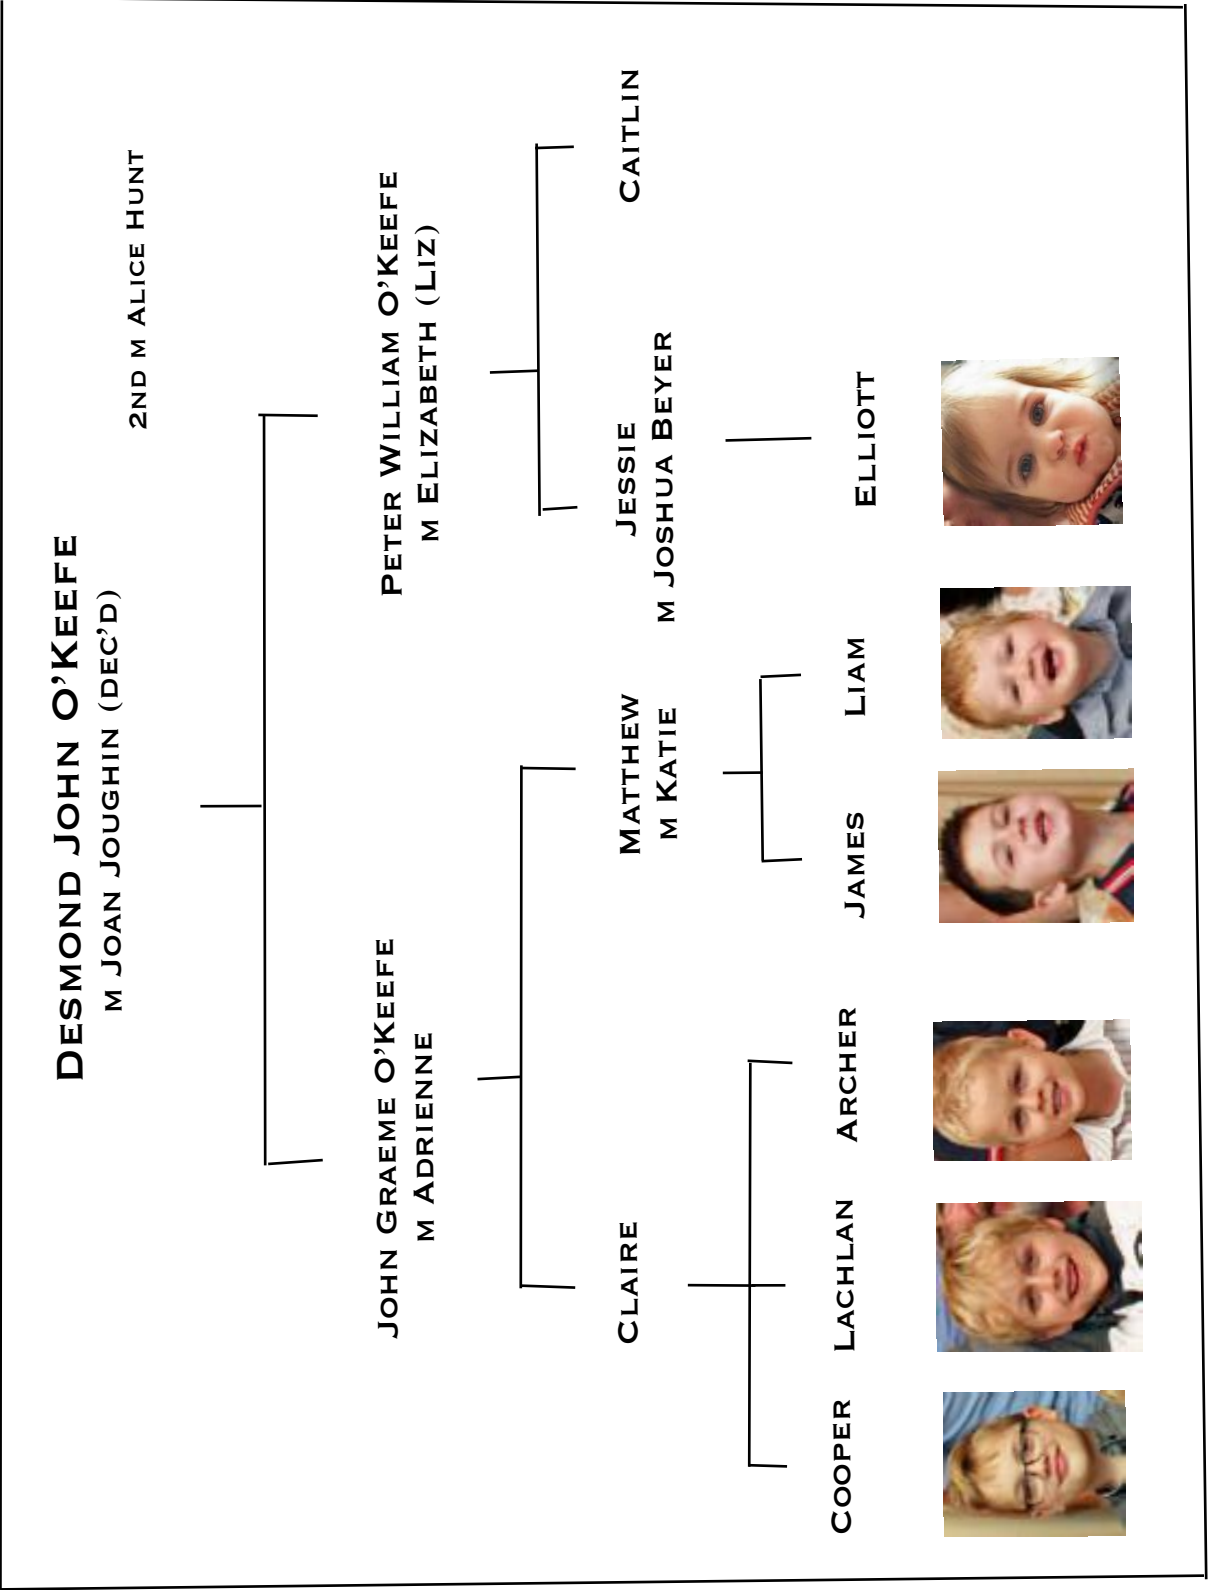 Desmond John O'Keefe
m Joan Joughin (dec'd)
2nd m Alice Hunt
John Graeme O'Keefe
m Adrienne
Peter William O'Keefe
m Elizabeth (Liz)
Claire
Matthew
m Katie
Jessie
m Joshua Beyer
Caitlin
Cooper
Lachlan
Archer
James
Liam
Elliott